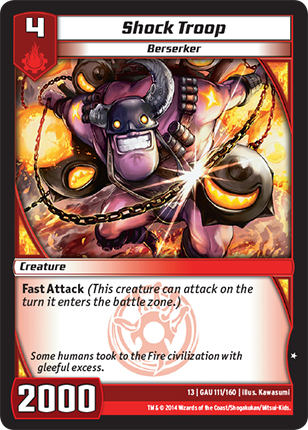 4
Shock Troop
Berserker
Creature
Fast Attack (This creature can attack on the
turn it enters the battle zone.)
Some humans took to the Fire civilization with
gleeful excess.
2000
13 | GAU 111/160 | Illus. Kawasumi
TM & © 2014 Wizards of the Coast/Shogakukan/Mitsui-Kids.